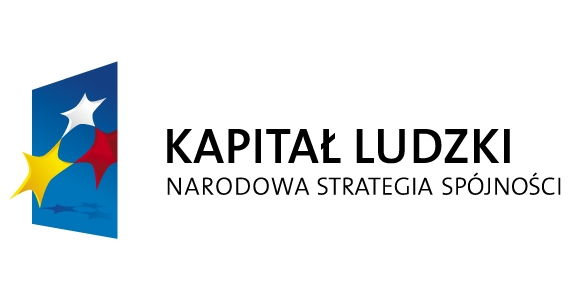 KAPITAŁ LUDZKI
NARODOWA STRATEGIA SPÓJNOŚCI